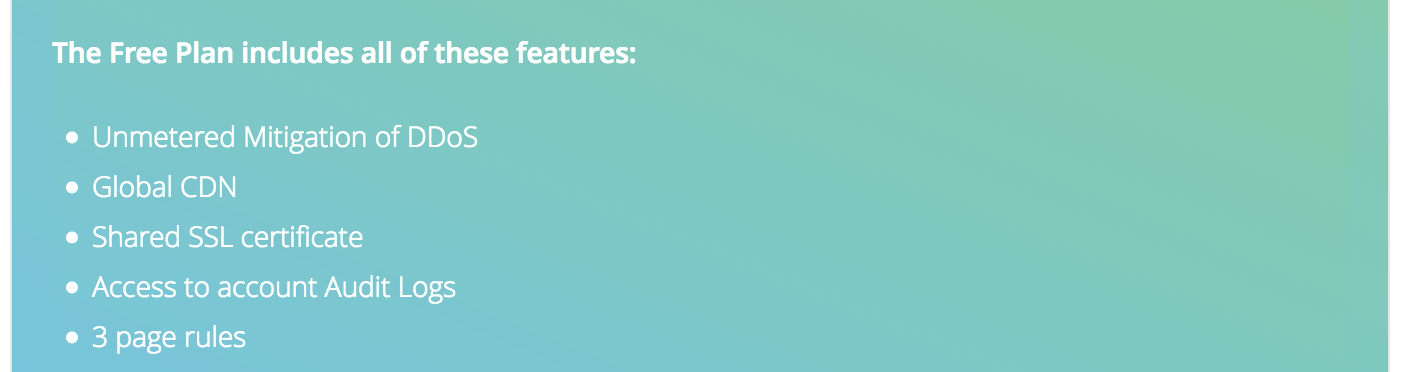 The Free Plan includes all of these features:
• Unmetered Mitigation of DDoS
• Global CDN
• Shared SSL certificate
• Access to account Audit Logs
• 3 page rules